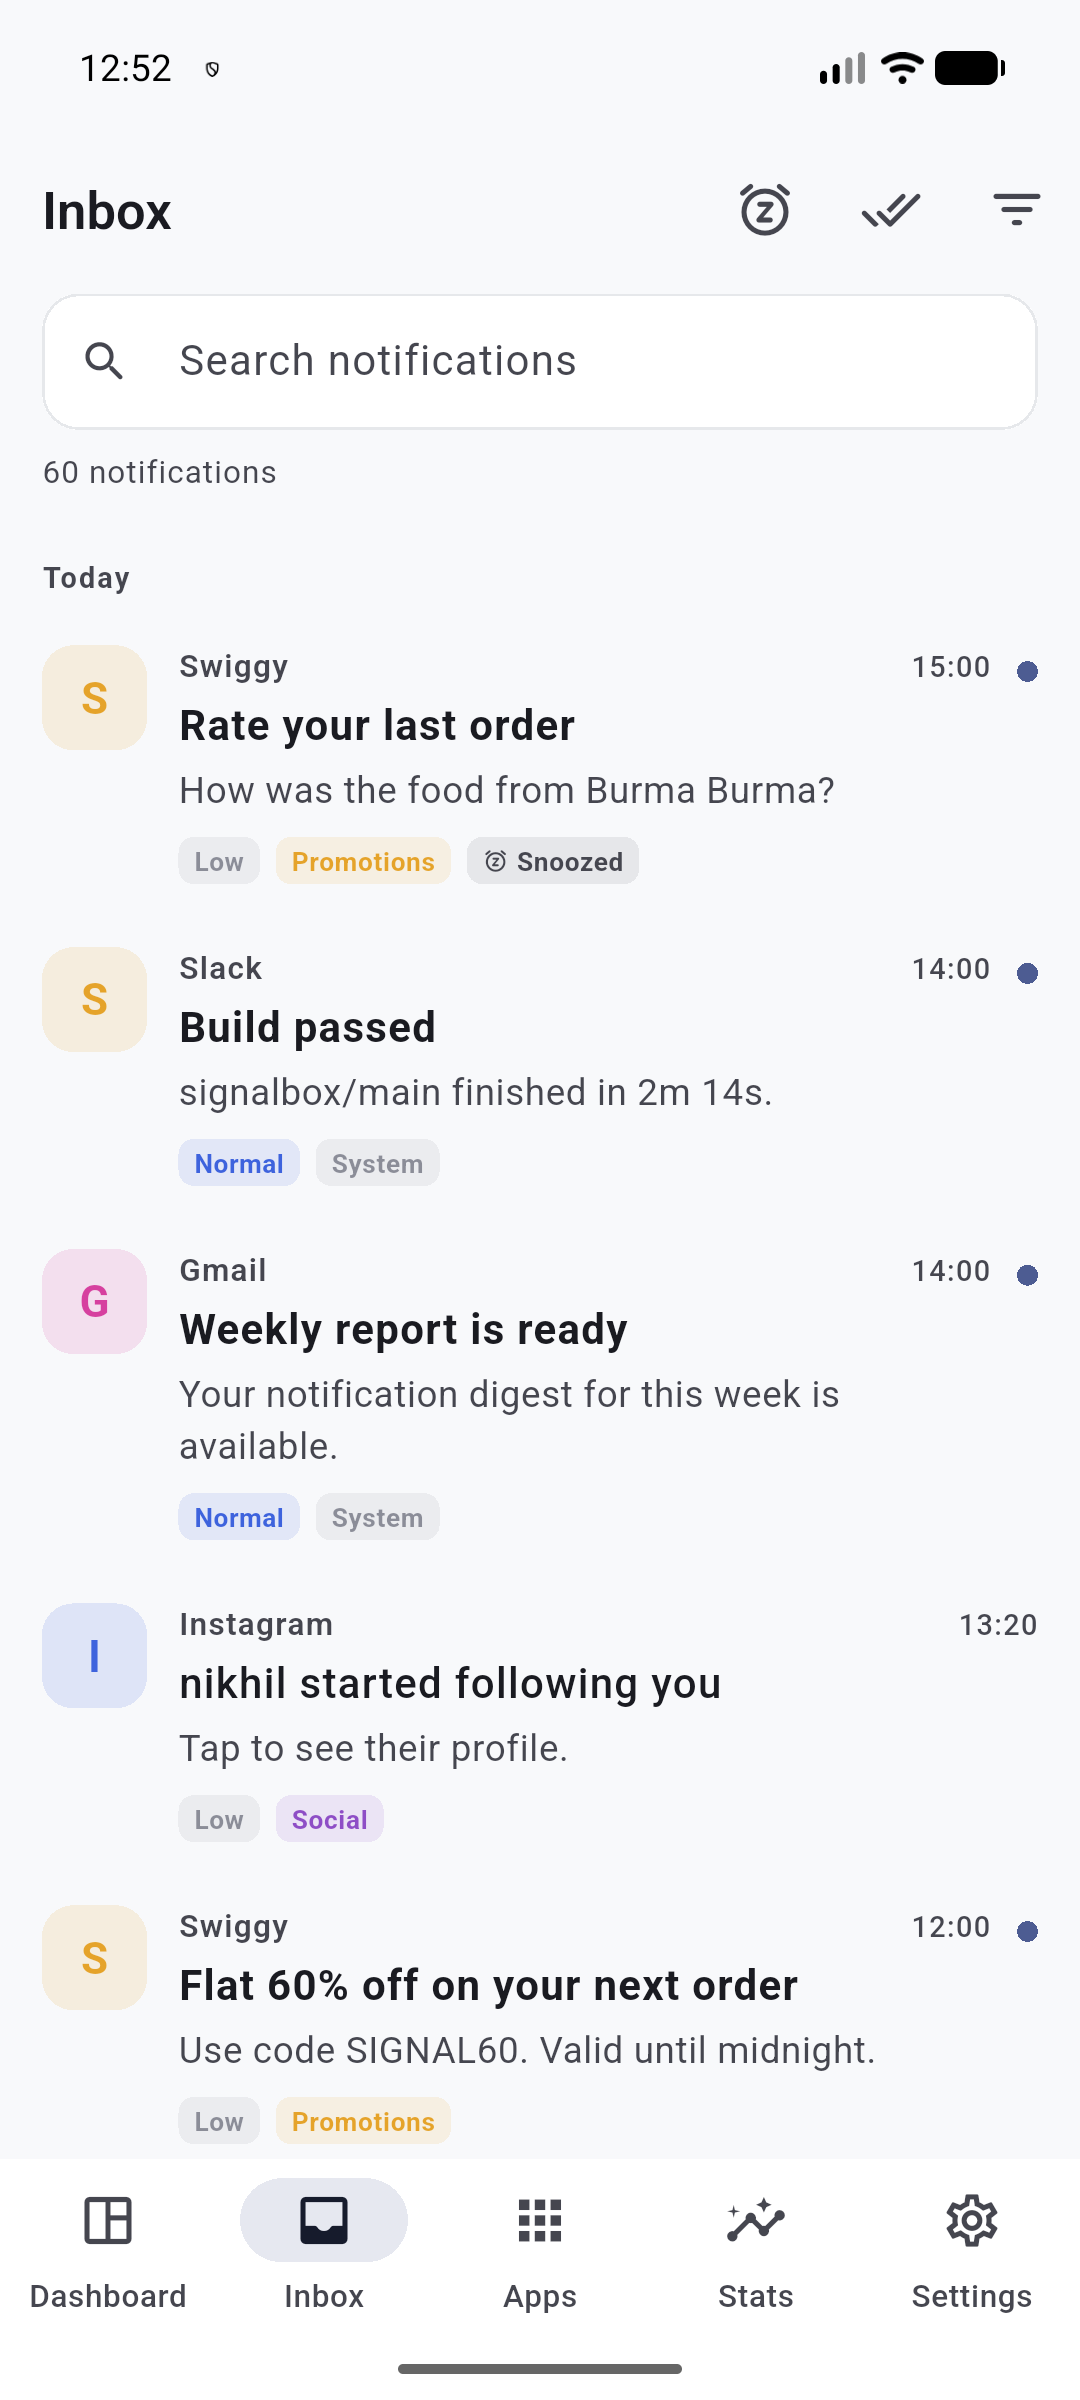 12:52
Inbox
Search notifications
60 notifications
Today
S
Swiggy
15:00
Rate your last order
How was the food from Burma Burma?
Low Promotions Snoozed
S
Slack
14:00
Build passed
signalbox/main finished in 2m 14s.
Normal System
G
Gmail
14:00
Weekly report is ready
Your notification digest for this week is
available.
Normal System
I
Instagram
13:20
nikhil started following you
Tap to see their profile.
Low Social
S
Swiggy
12:00
Flat 60% off on your next order
Use code SIGNAL60. Valid until midnight.
Low Promotions
Dashboard Inbox Apps Stats Settings